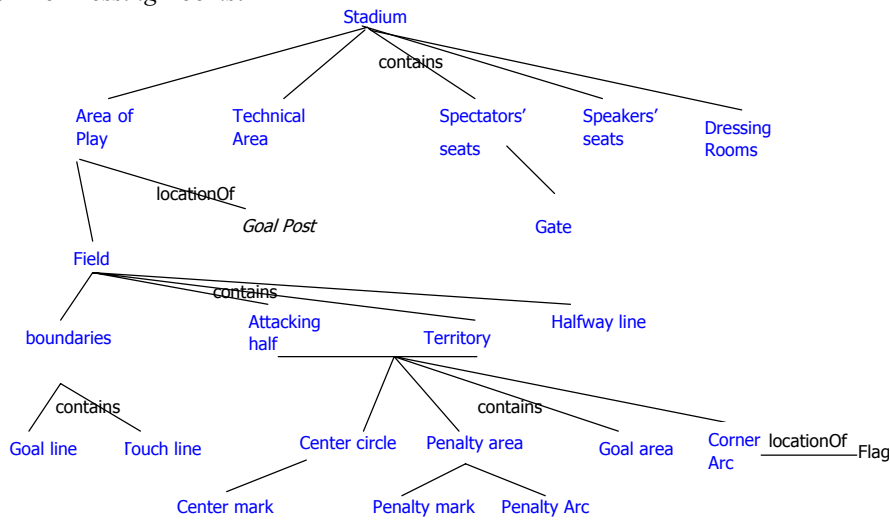 Stadium
contains
Area of
Play
Technical
Area
Spectators'
seats
Speakers'
seats
Dressing
Rooms
locationOf
Goal Post
Gate
Field
contains
boundaries
Attacking
half
Territory
Halfway line
contains
contains
Goal line
Touch line
Center circle
Penalty area
Goal area
Corner
Arc
locationOf
Flag
Center mark
Penalty mark
Penalty Arc